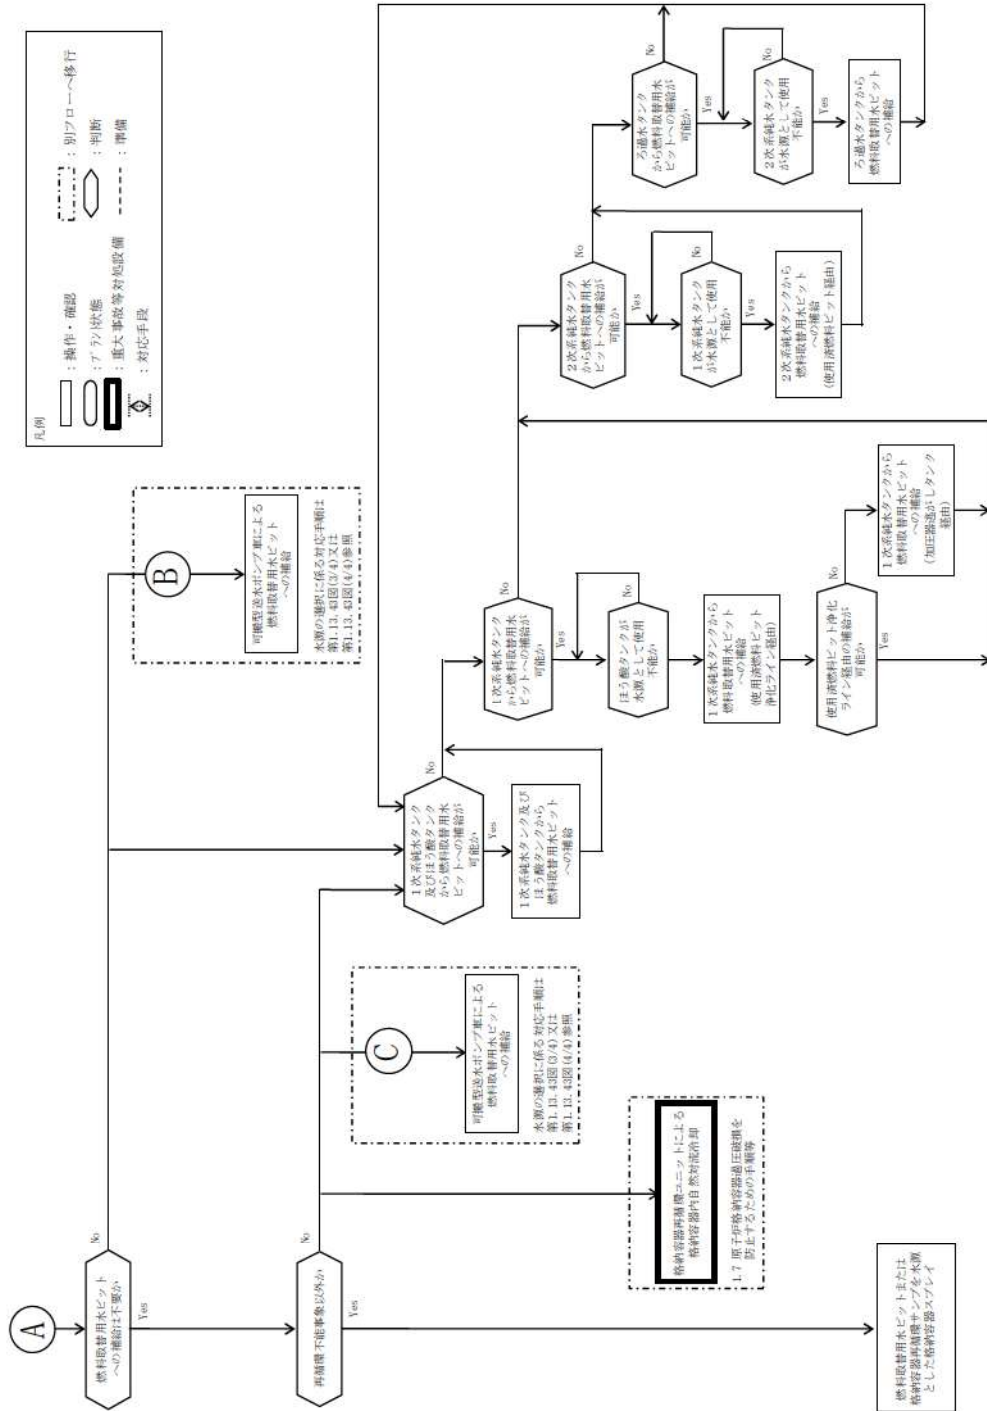 凡例
：操作・確認
：プラント状態
：重大事故等対処設備
：対応手段
：別フローへ移行
：判断
：準備
A
燃料取替用水ピット
への補給は不要か
No
Yes
再循環不能事象以外か
No
Yes
燃料取替用水ピットまたは
格納容器再循環サンプを水源
とした格納容器スプレイ
格納容器再循環ユニットによる
格納容器内自然対流冷却
1.7 原子炉格納容器過圧破損を
防止するための手順等
C
可搬型送水ポンプ車による
燃料取替用水ピット
への補給
水源の選択に係る対応手順は
第1.13.43図(3/4)又は
第1.13.43図(4/4)参照
B
可搬型送水ポンプ車による
燃料取替用水ピット
への補給
水源の選択に係る対応手順は
第1.13.43図(3/4)又は
第1.13.43図(4/4)参照
1次系純水タンク
及びほう酸タンク
から燃料取替用水
ピットへの補給が
可能か
No
Yes
1次系純水タンク及び
ほう酸タンクから
燃料取替用水ピット
への補給
1次系純水タンク
から燃料取替用水
ピットへの補給が
可能か
No
Yes
ほう酸タンクが
水源として使用
不能か
No
1次系純水タンクから
燃料取替用水ピット
への補給
(使用済燃料ピット
浄化ライン経由)
使用済燃料ピット浄化
ライン経由の補給が
可能か
No
Yes
1次系純水タンクから
燃料取替用水ピット
への補給
(加圧器逃がしタンク
経由)
2次系純水タンク
から燃料取替用水
ピットへの補給が
可能か
No
Yes
1次系純水タンク
が水源として使用
不能か
No
Yes
2次系純水タンクから
燃料取替用水ピット
への補給
(使用済燃料ピット経由)
ろ過水タンク
から燃料取替用水
ピットへの補給が
可能か
No
Yes
2次系純水タンク
が水源として使用
不能か
No
Yes
ろ過水タンクから
燃料取替用水ピット
への補給